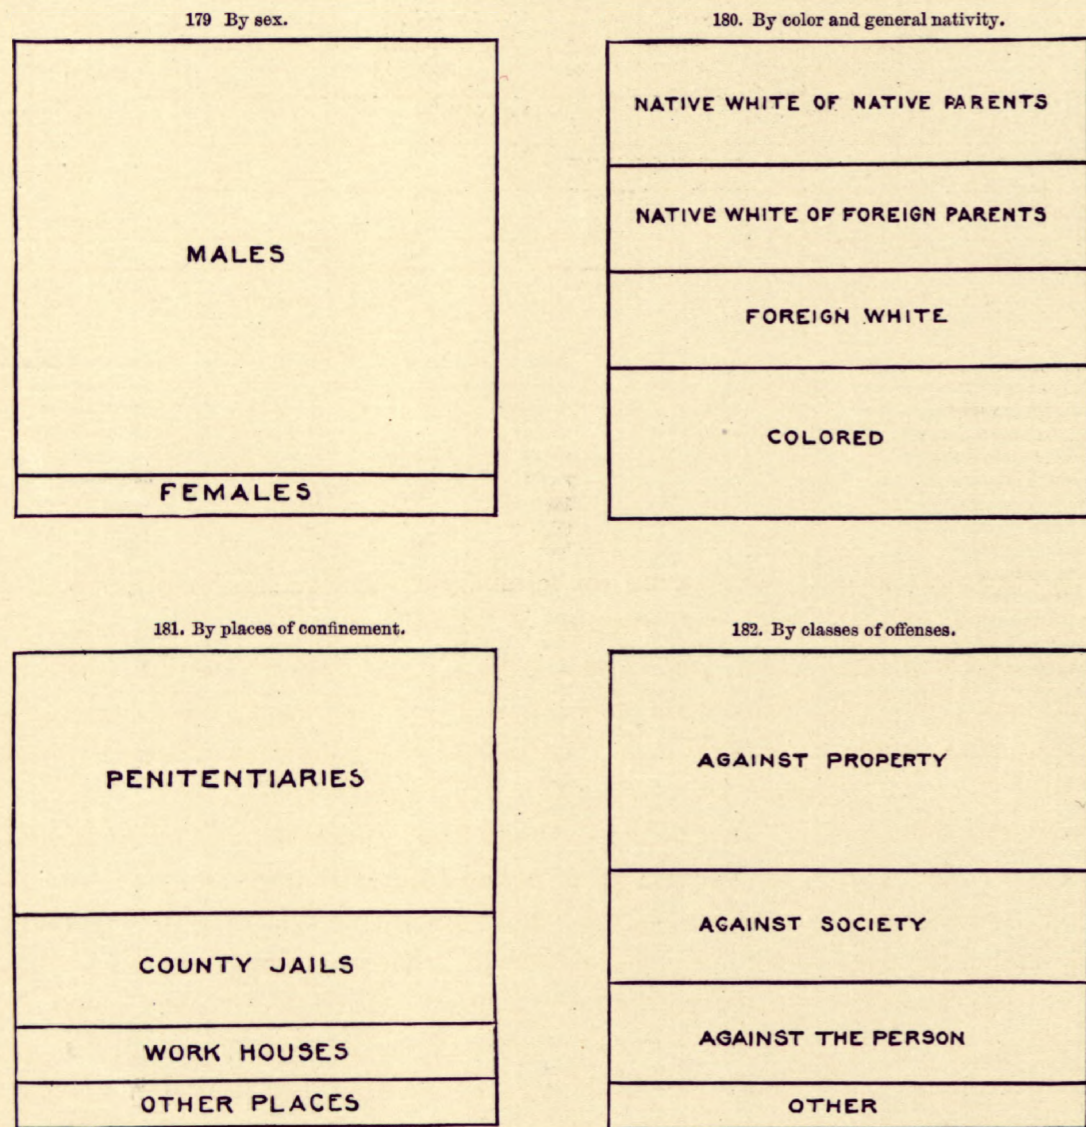 179 By sex.
MALES
FEMALES
180. By color and general nativity.
NATIVE WHITE OF NATIVE PARENTS
NATIVE WHITE OF FOREIGN PARENTS
FOREIGN WHITE
COLORED
181. By places of confinement.
PENITENTIARIES
COUNTY JAILS
WORK HOUSES
OTHER PLACES
182. By classes of offenses.
AGAINST PROPERTY
AGAINST SOCIETY
AGAINST THE PERSON
OTHER